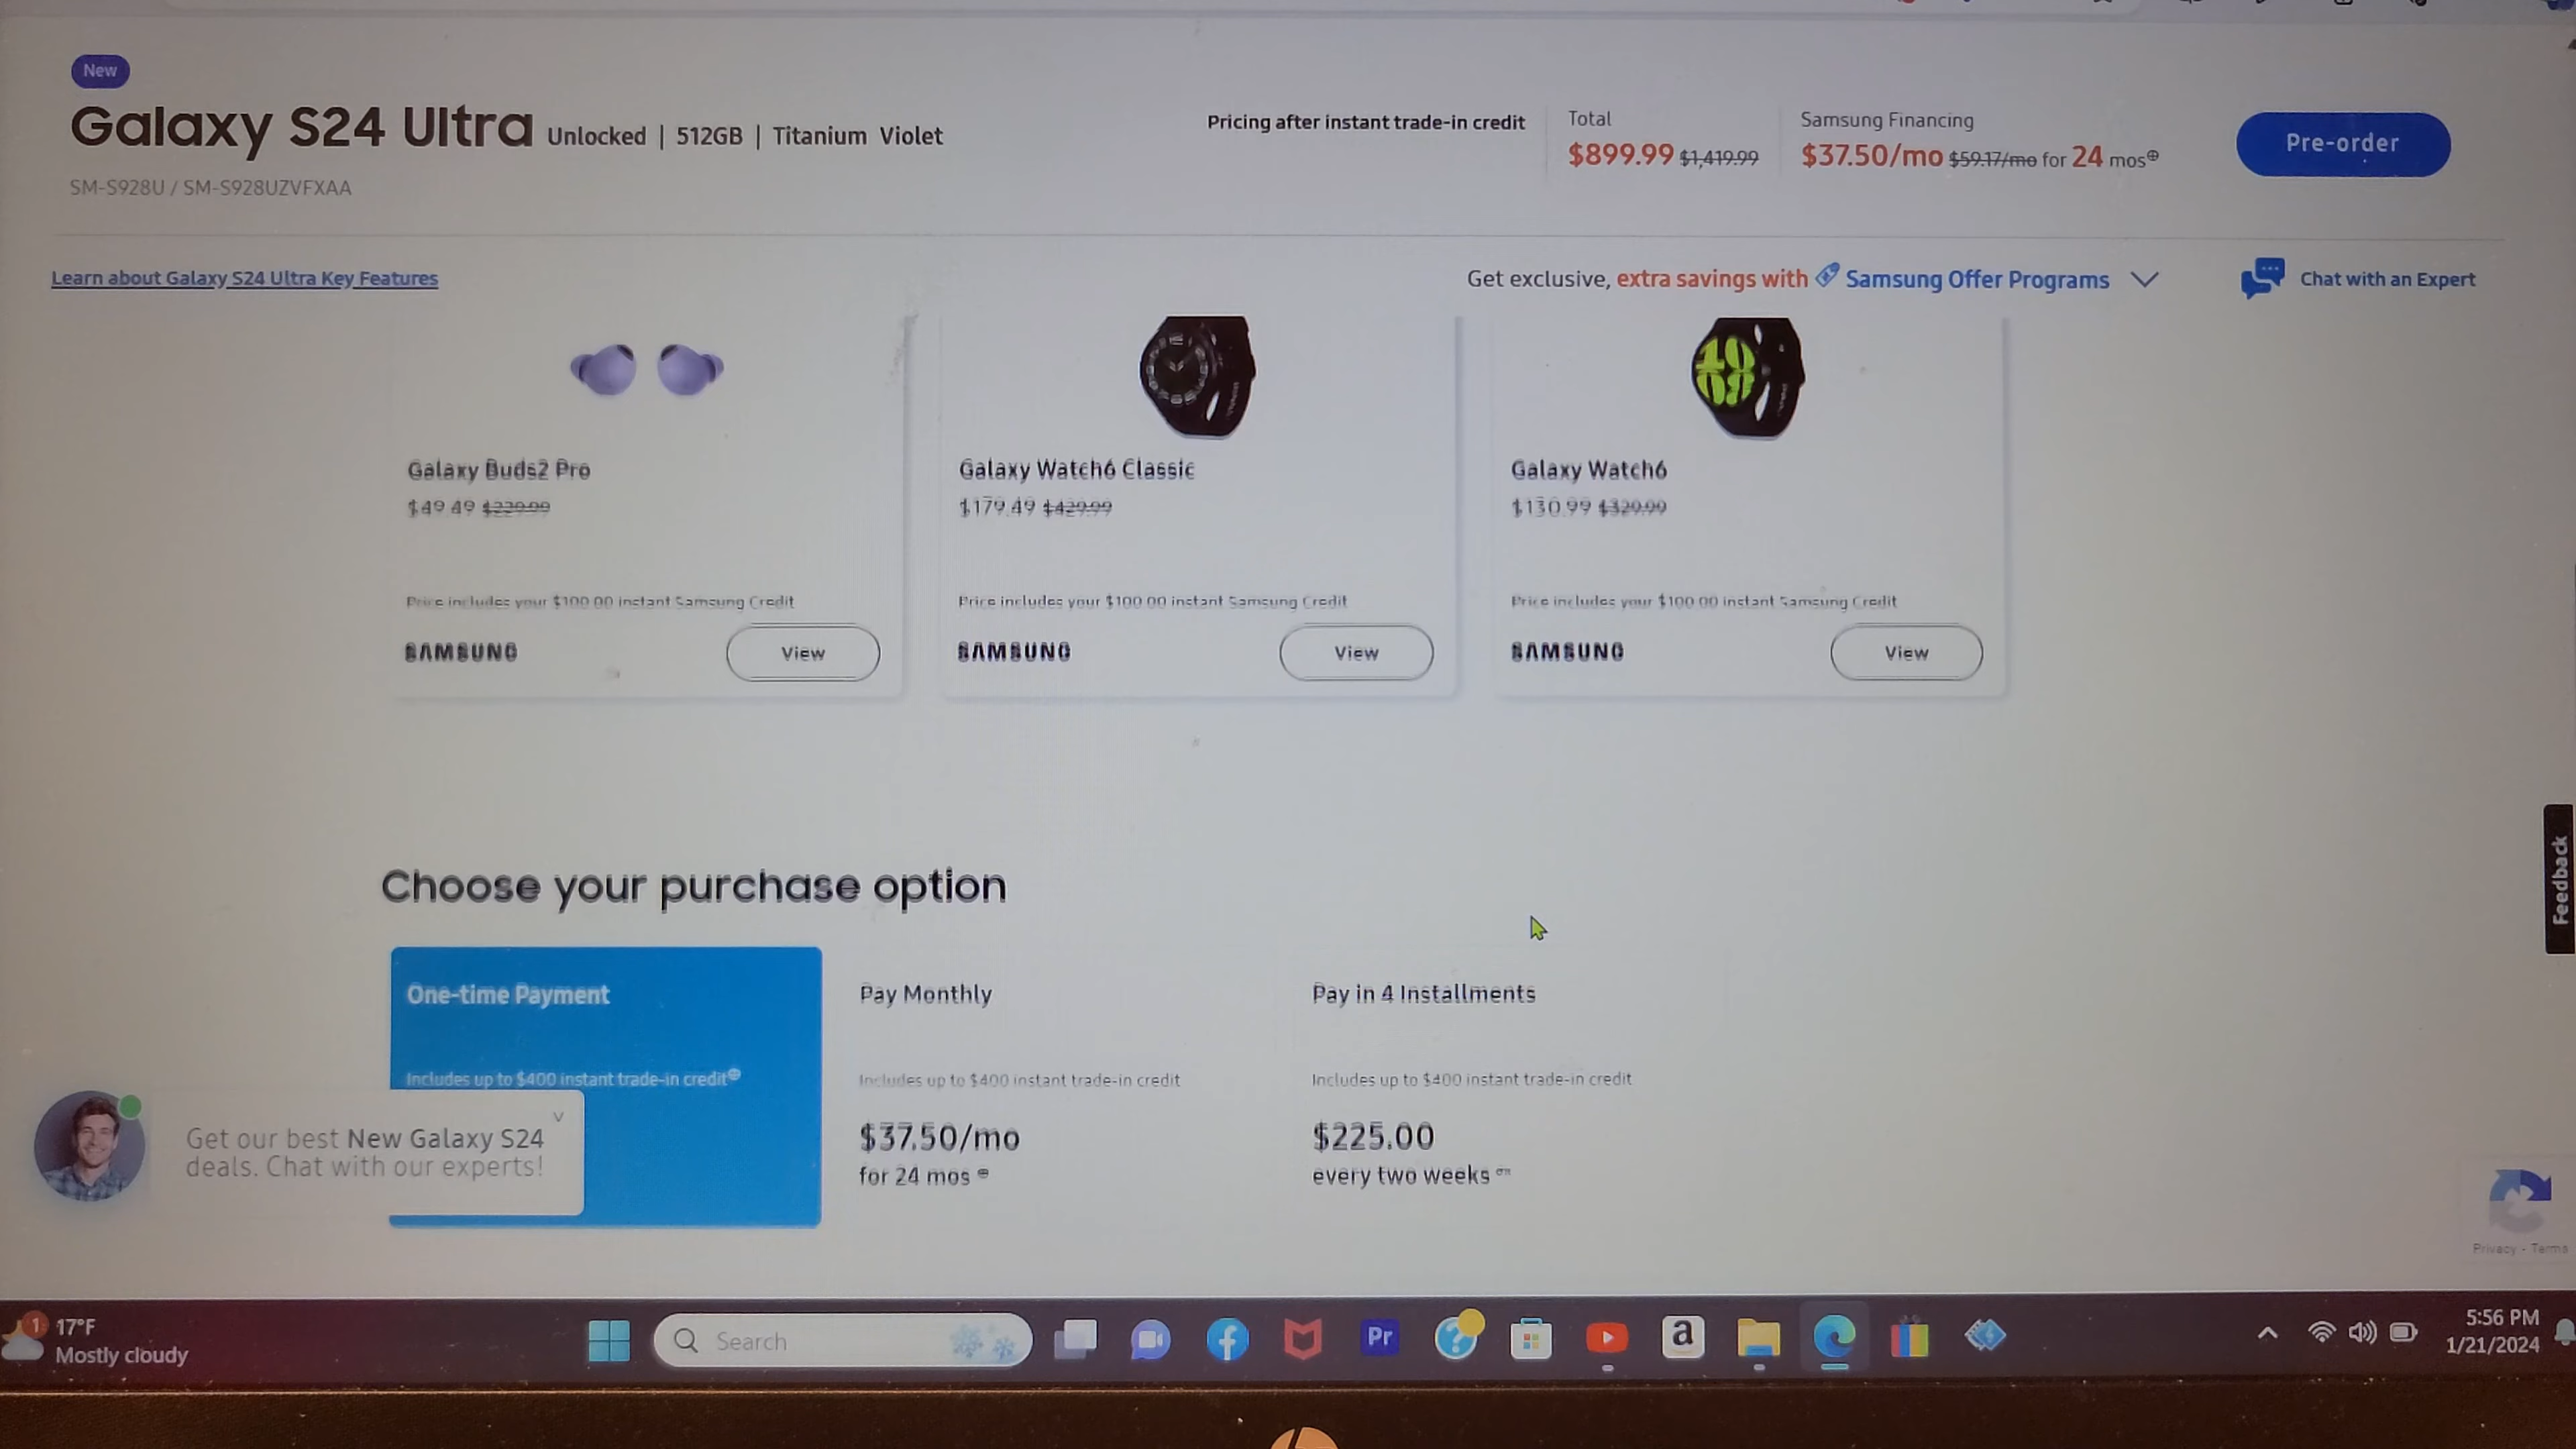 New
Galaxy S24 Ultra Unlocked | 512GB | Titanium Violet
SM-S928U / SM-S928UZVFXAA
Pricing after instant trade-in credit
Total
$899.99 $1,419.99
Samsung Financing
$37.50/mo $59.17/mo for 24 mos
Pre-order
Learn about Galaxy S24 Ultra Key Features
Get exclusive, extra savings with Samsung Offer Programs
Chat with an Expert
Galaxy Buds2 Pro
$49.49 $229.99
Price includes your $100.00 instant Samsung Credit
SAMSUNG
View
Galaxy Watch6 Classic
$179.49 $429.99
Price includes your $100.00 instant Samsung Credit
SAMSUNG
View
Galaxy Watch6
$130.99 $329.99
Price includes your $100.00 instant Samsung Credit
SAMSUNG
View
Feedback
Choose your purchase option
One-time Payment
Includes up to $400 instant trade-in credit
Pay Monthly
Includes up to $400 instant trade-in credit
$37.50/mo
for 24 mos
Pay in 4 Installments
Includes up to $400 instant trade-in credit
$225.00
every two weeks
Get our best New Galaxy S24
deals. Chat with our experts!
Privacy - Terms
1
17°F
Mostly cloudy
Search
Pr
a
5:56 PM
1/21/2024